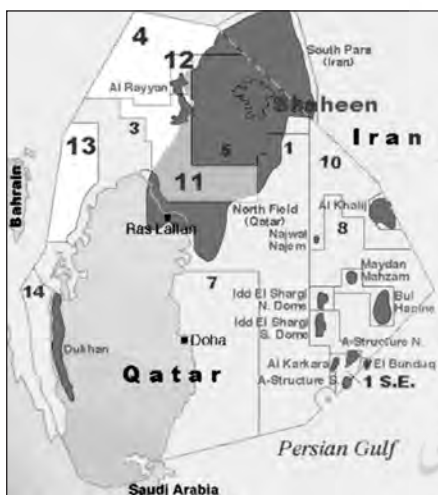 4
South Pars
(Iran)
12
Al Rayyan
Shaheen
3
Iran
13
5
1
10
11
Al Khalij
Bahrain
North Field
(Qatar)
8
Ras Laffan
Najwat
Najem
Maydan
Mahzam
7
14
Idd El Shargi
N. Dome
Bul
Hanine
Idd El Shargi
S. Dome
Dukhan
Doha
A-Structure N.
Al Karkara
El Bunduq
Qatar
A-Structure S.
1 S.E.
Persian Gulf
Saudi Arabia